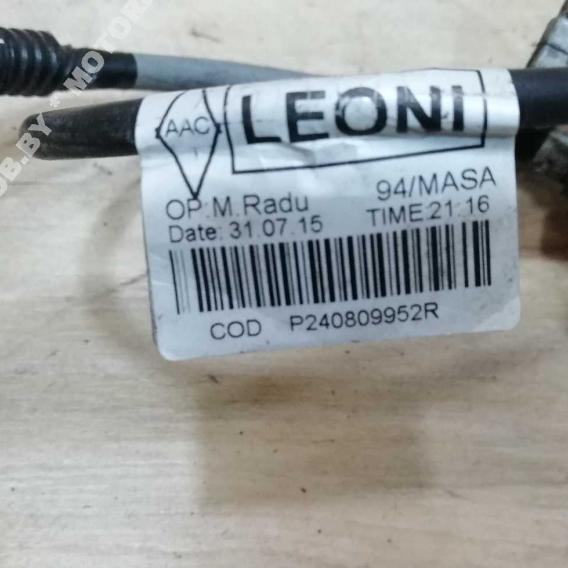 AAC LEONI
OP.M.Radu 94/MASA
Date: 31.07.15 TIME:21:16
COD P240809952R